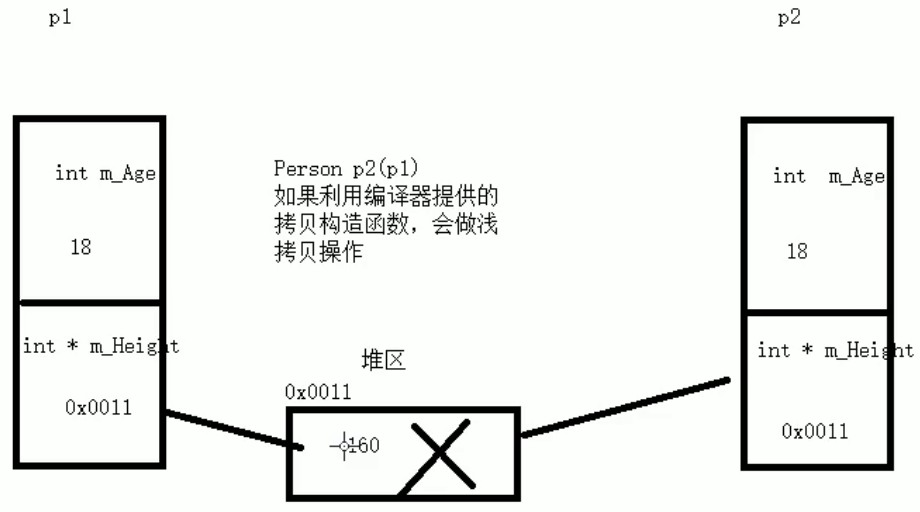 p1
p2
int m_Age
18
int * m_Height
0x0011
Person p2(p1)
如果利用编译器提供的
拷贝构造函数，会做浅
拷贝操作
堆区
0x0011
160
int  m_Age
18
int * m_Height
0x0011